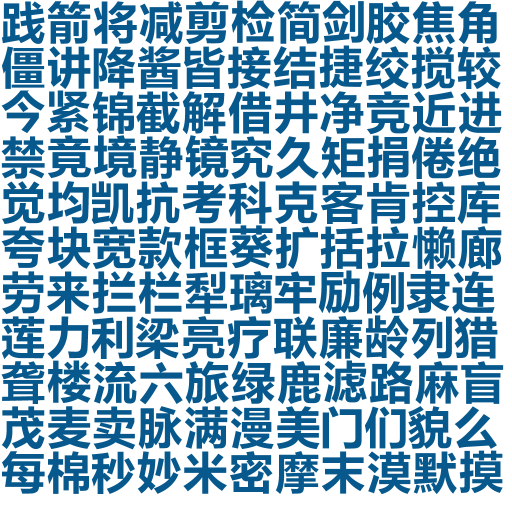 践箭将减剪检简剑胶焦角
僵讲降酱皆接结捷绞搅较
今紧锦截解借井净竞近进
禁竟境静镜究久矩捐倦绝
觉均凯抗考科克客肯控库
夸块宽款框葵扩括拉懒廊
劳来拦栏犁璃牢励例隶连
莲力利梁亮疗联廉龄列猎
聋楼流六旅绿鹿滤路麻盲
茂麦卖脉满漫美门们貌么
每棉秒妙米密摩末漠默摸